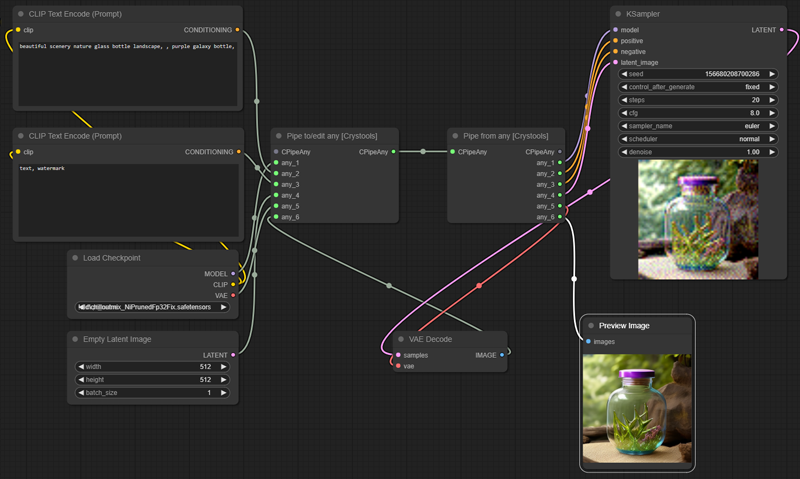 CLIP Text Encode (Prompt)
clip
CONDITIONING
beautiful scenery nature glass bottle landscape, , purple galaxy bottle,
CLIP Text Encode (Prompt)
clip
CONDITIONING
text, watermark
Load Checkpoint
MODEL
CLIP
VAE
NiPrunedFp32Fix.safetensors
Empty Latent Image
LATENT
width 512
height 512
batch_size 1
Pipe to/edit any [Crystools]
CPipeAny CPipeAny
any_1
any_2
any_3
any_4
any_5
any_6
Pipe from any [Crystools]
CPipeAny CPipeAny
any_1
any_2
any_3
any_4
any_5
any_6
VAE Decode
samples IMAGE
vae
KSampler
model LATENT
positive
negative
latent_image
seed 156680208700286
control_after_generate fixed
steps 20
cfg 8.0
sampler_name euler
scheduler normal
denoise 1.00
Preview Image
images